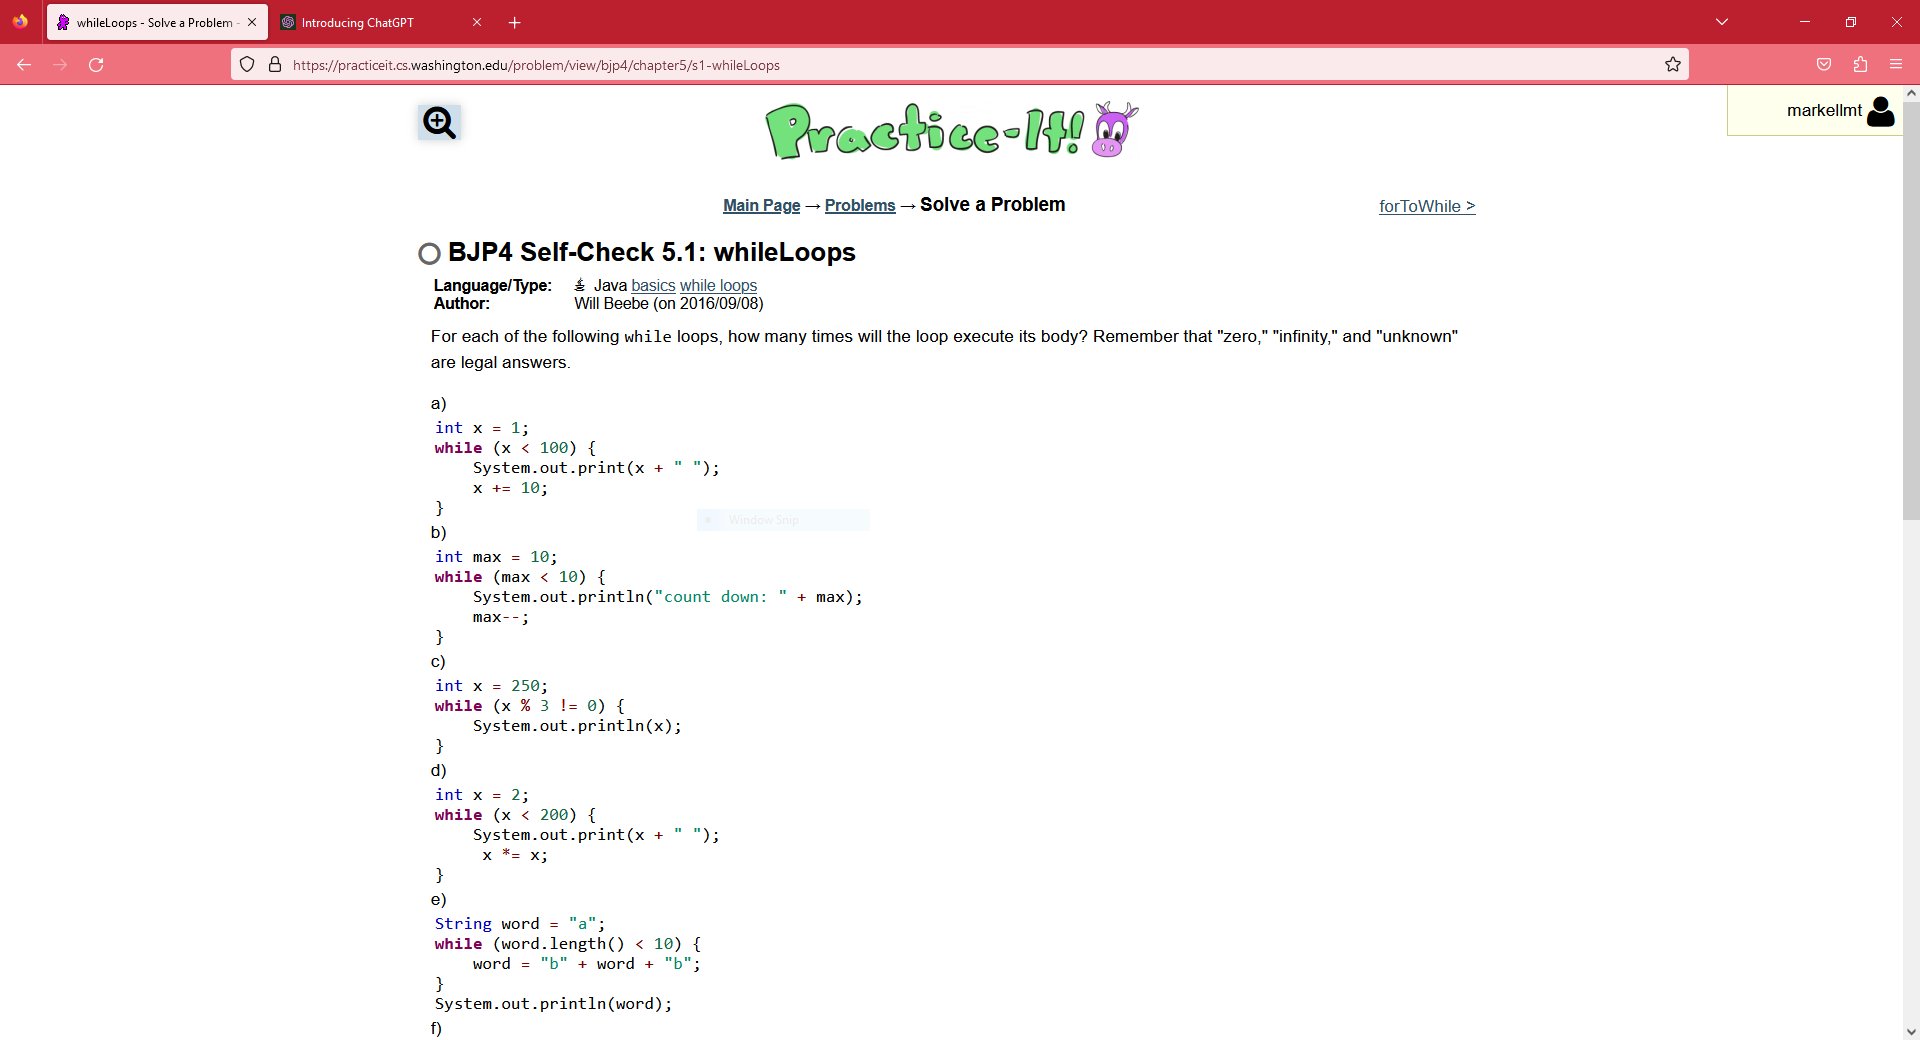 whileLoops - Solve a Problem -
Introducing ChatGPT
https://practiceit.cs.washington.edu/problem/view/bjp4/chapter5/s1-whileLoops
markellmt
Practice-It!
Main Page → Problems → Solve a Problem
forToWhile >
BJP4 Self-Check 5.1: whileLoops
Language/Type: Java basics while loops
Author: Will Beebe (on 2016/09/08)
For each of the following while loops, how many times will the loop execute its body? Remember that "zero," "infinity," and "unknown"
are legal answers.
a)
int x = 1;
while (x < 100) {
    System.out.print(x + " ");
    x += 10;
}
Window Snip
b)
int max = 10;
while (max < 10) {
    System.out.println("count down: " + max);
    max--;
}
c)
int x = 250;
while (x % 3 != 0) {
    System.out.println(x);
}
d)
int x = 2;
while (x < 200) {
    System.out.print(x + " ");
     x *= x;
}
e)
String word = "a";
while (word.length() < 10) {
    word = "b" + word + "b";
}
System.out.println(word);
f)